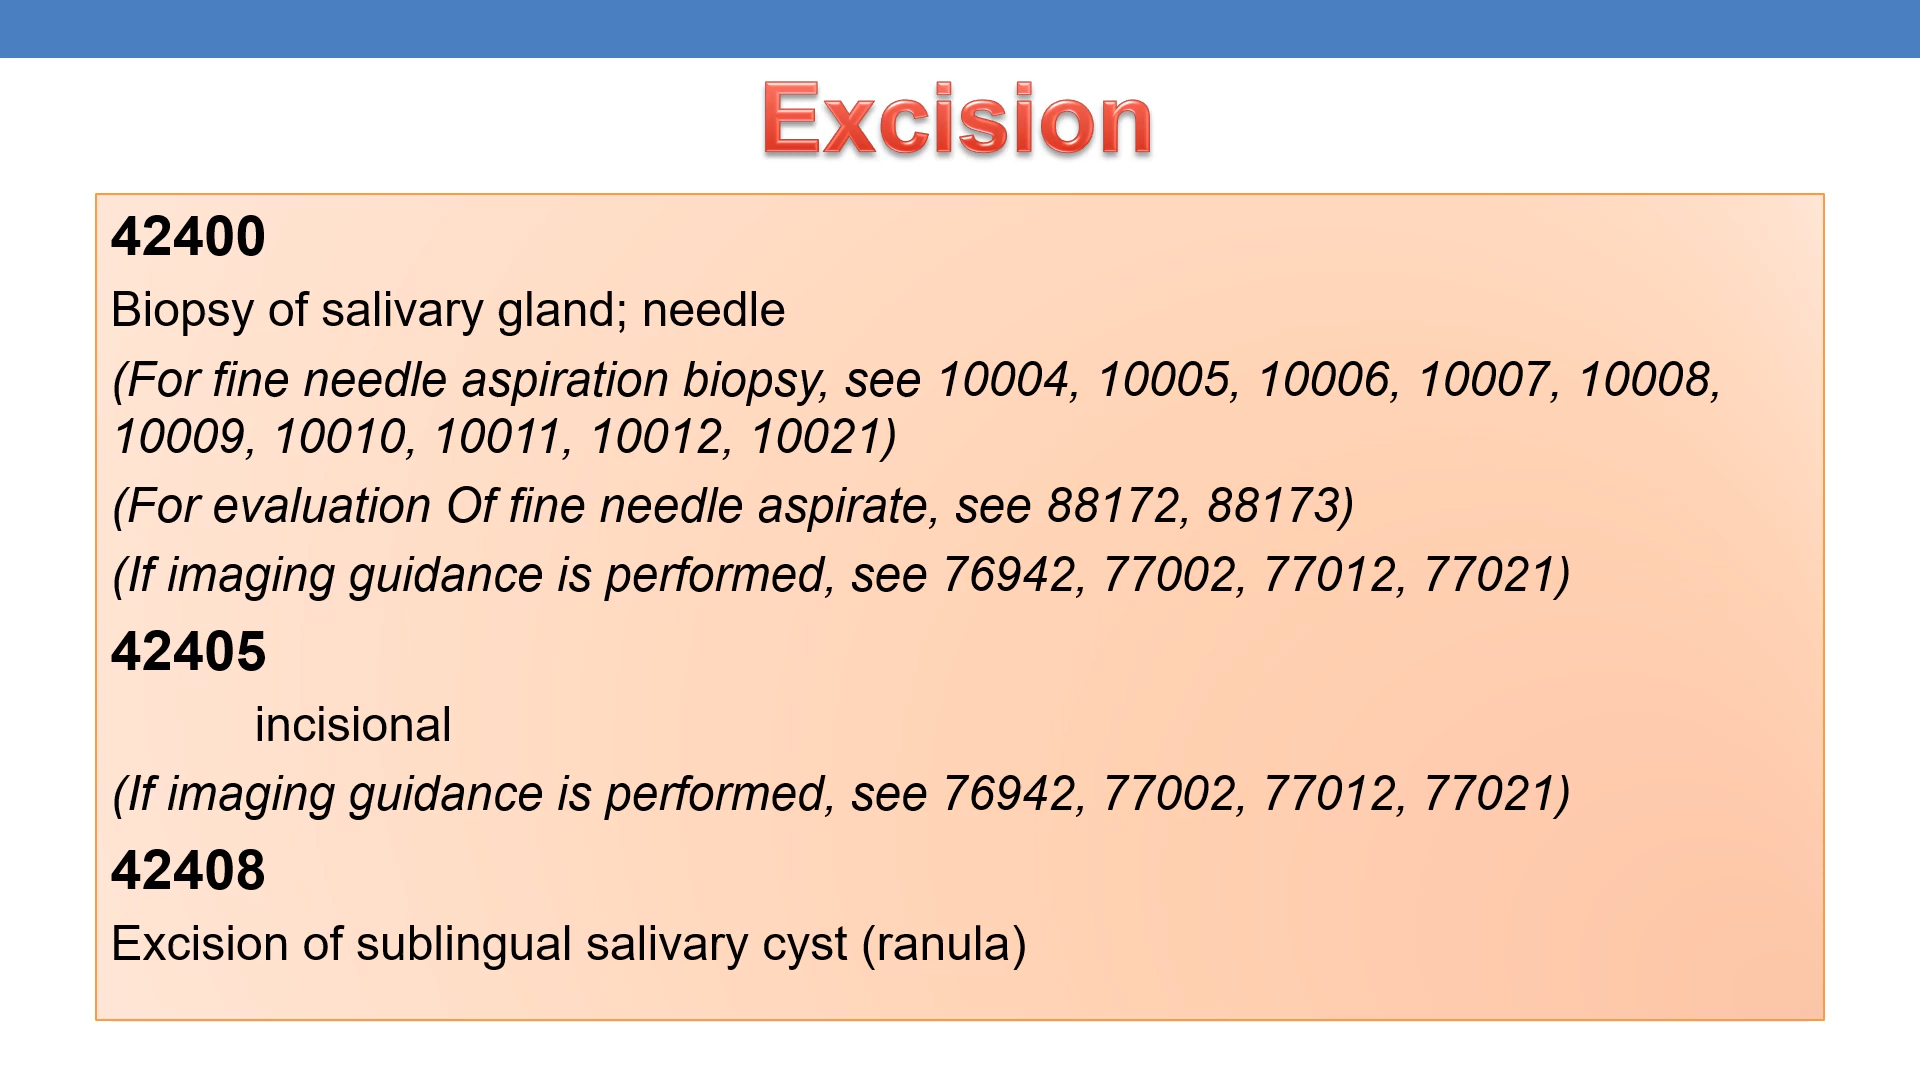 Excision
42400
Biopsy of salivary gland; needle
(For fine needle aspiration biopsy, see 10004, 10005, 10006, 10007, 10008,
10009, 10010, 10011, 10012, 10021)
(For evaluation Of fine needle aspirate, see 88172, 88173)
(If imaging guidance is performed, see 76942, 77002, 77012, 77021)
42405
incisional
(If imaging guidance is performed, see 76942, 77002, 77012, 77021)
42408
Excision of sublingual salivary cyst (ranula)